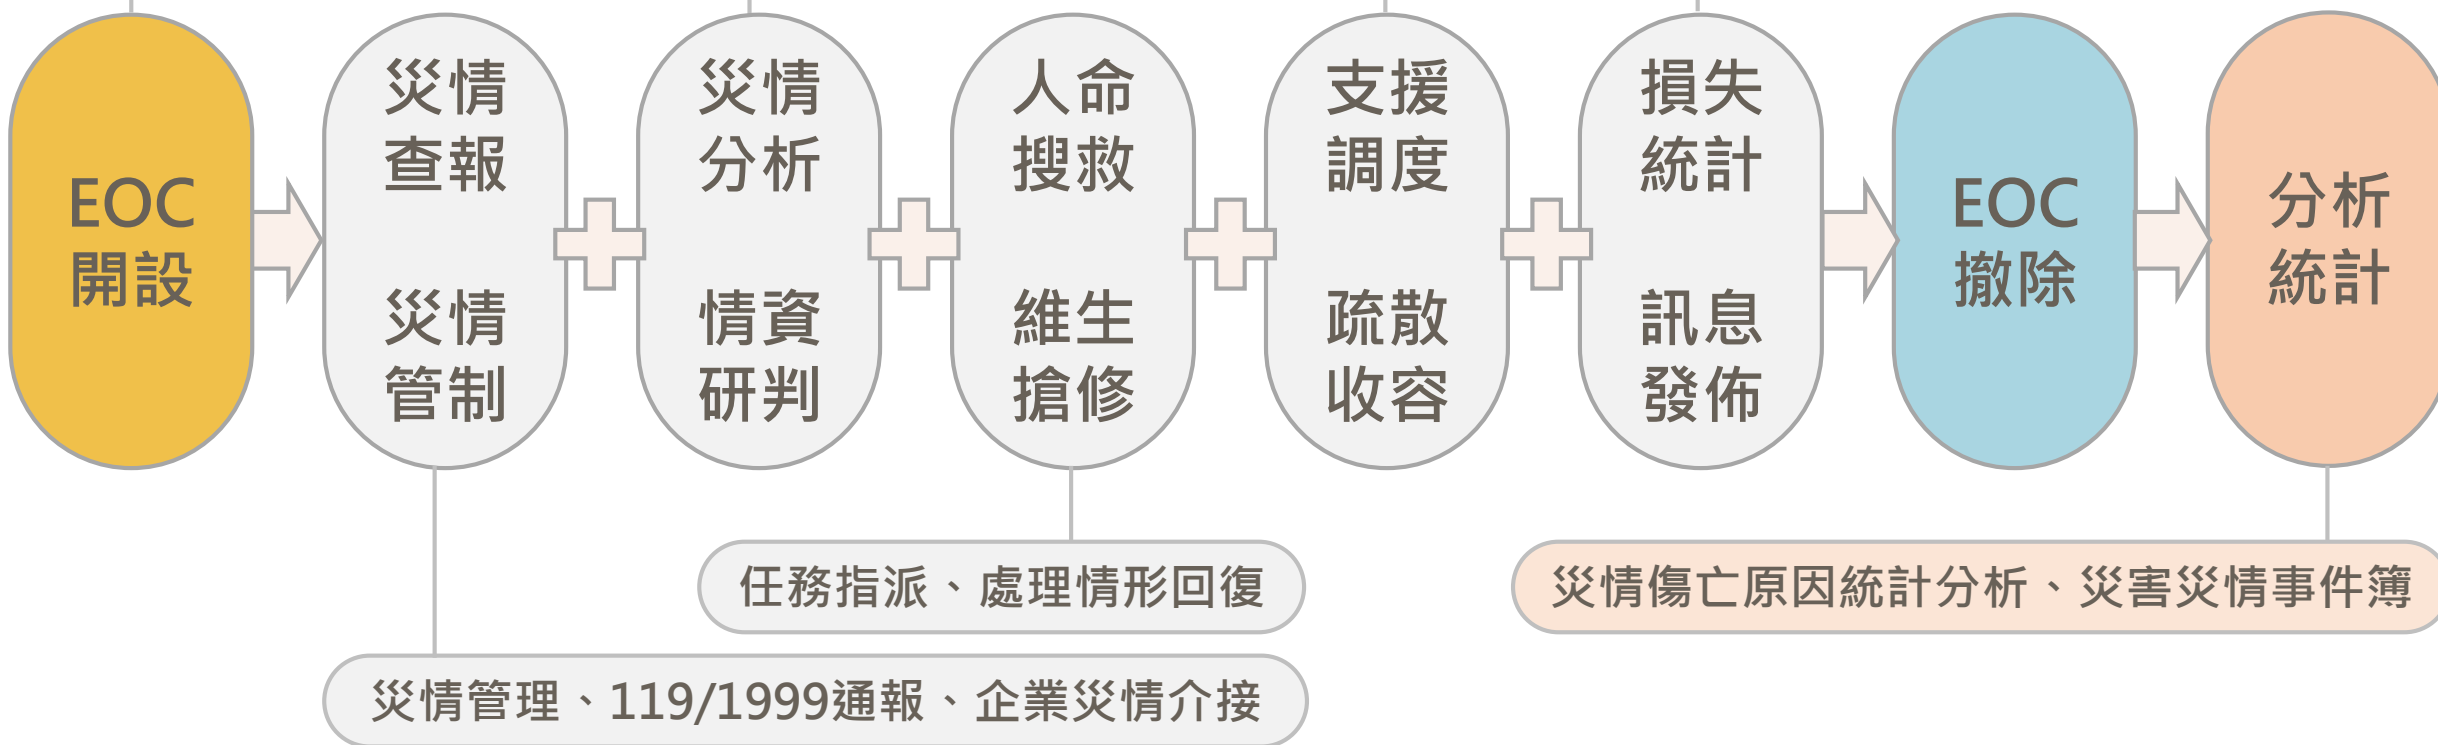 EOC
開設
災情
查報
災情
管制
災情
分析
情資
研判
人命
搜救
維生
搶修
支援
調度
疏散
收容
損失
統計
訊息
發佈
EOC
撤除
分析
統計
任務指派、處理情形回復
災情傷亡原因統計分析、災害災情事件簿
災情管理、119/1999通報、企業災情介接